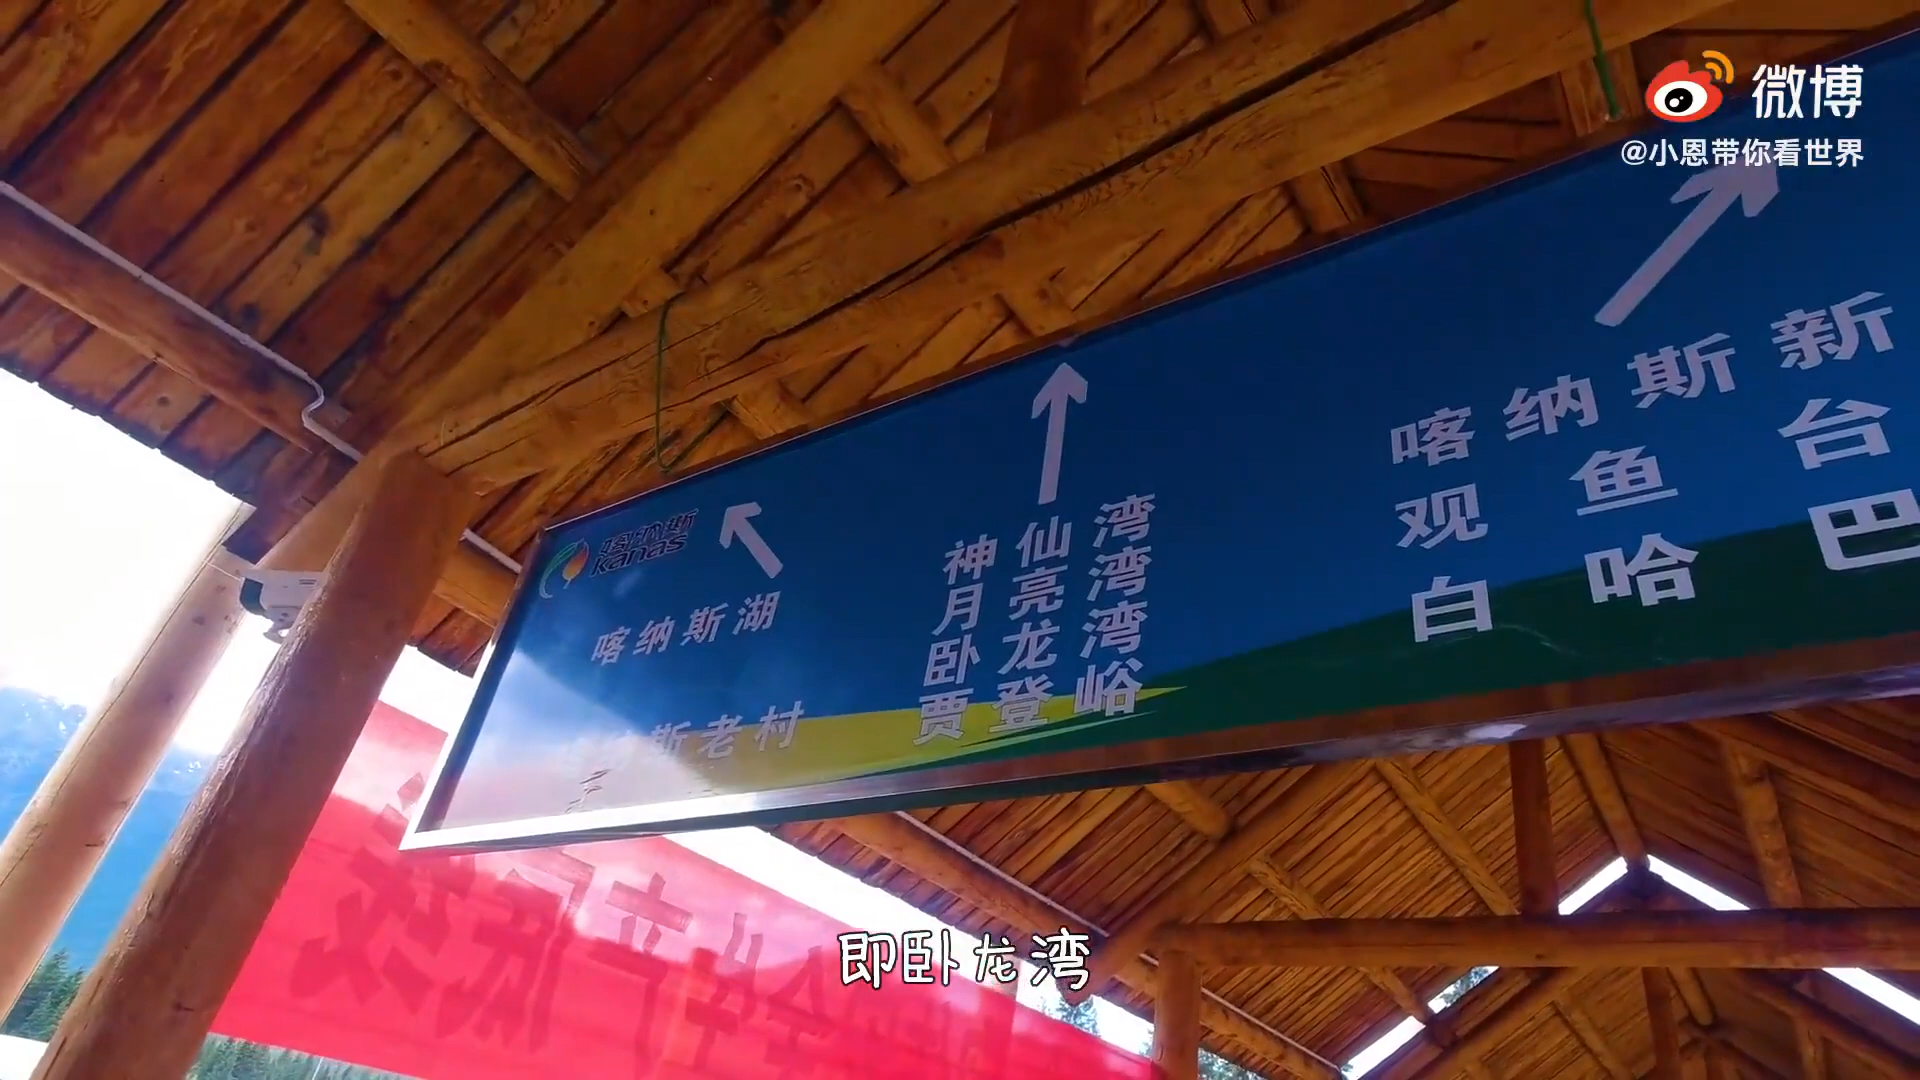 微博
@小恩带你看世界
喀纳斯
kanas
喀纳斯湖
斯老村
神仙湾
月亮湾
卧龙湾
贾登峪
喀纳斯新
观鱼台
白哈巴
即卧龙湾